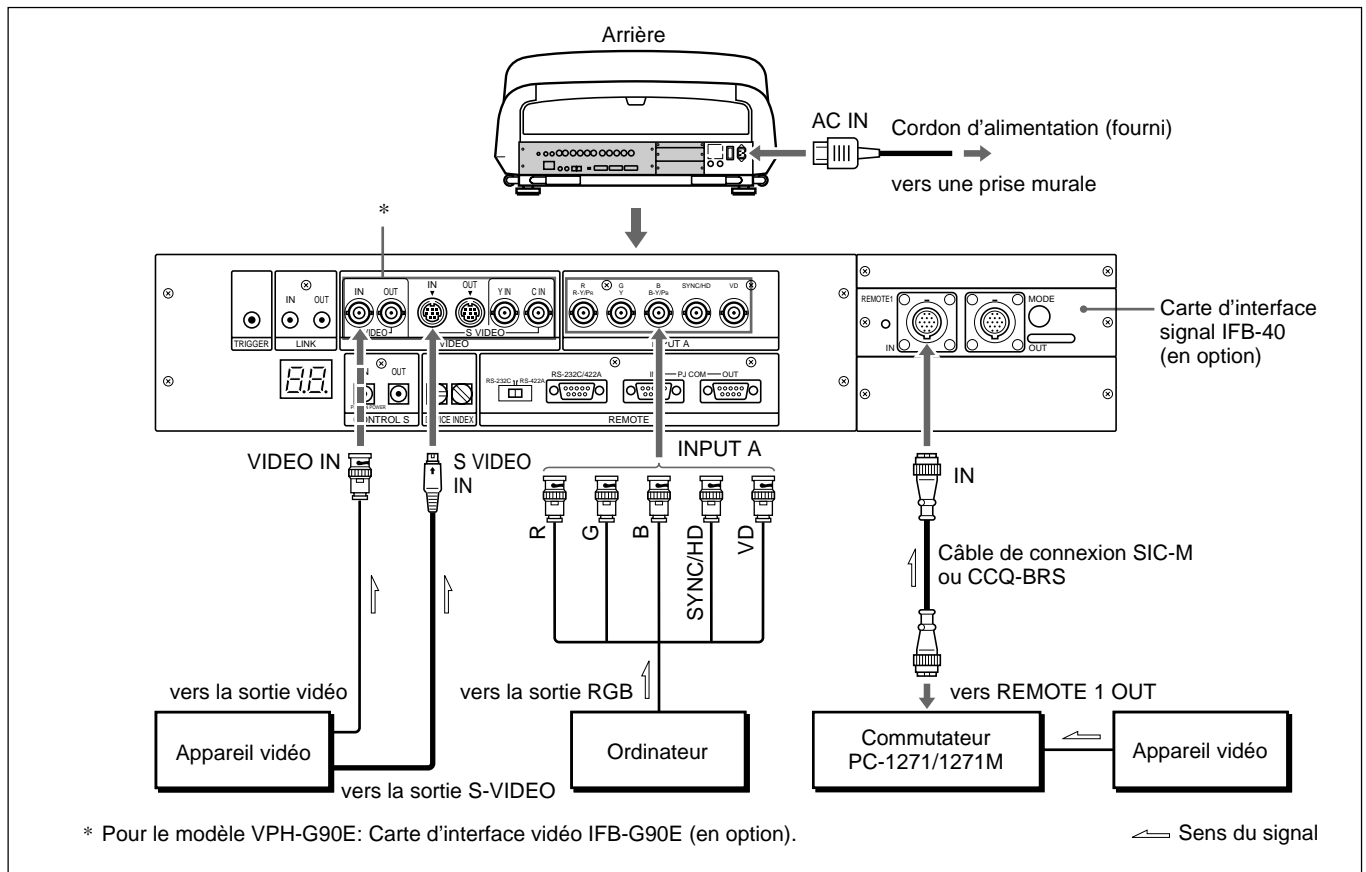 Arrière
AC IN
Cordon d'alimentation (fourni)
vers une prise murale
*
TRIGGER
IN OUT
LINK
IN OUT
VIDEO
IN OUT
Y IN C IN
S VIDEO
VIDEO
R
R-Y/PR
G
Y
B
B-Y/PB
SYNC/HD
VD
INPUT A
REMOTE1
IN
MODE
OUT
Carte d'interface
signal IFB-40
(en option)
OUT
CONTROL S
RS-232C RS-422A
RS-232C/422A
PJ COM OUT
REMOTE
VIDEO IN
S VIDEO
IN
INPUT A
IN
R
G
B
SYNC/HD
VD
Câble de connexion SIC-M
ou CCQ-BRS
vers la sortie vidéo
vers la sortie RGB
vers REMOTE 1 OUT
Appareil vidéo
Ordinateur
Commutateur
PC-1271/1271M
Appareil vidéo
vers la sortie S-VIDEO
* Pour le modèle VPH-G90E: Carte d'interface vidéo IFB-G90E (en option).
Sens du signal